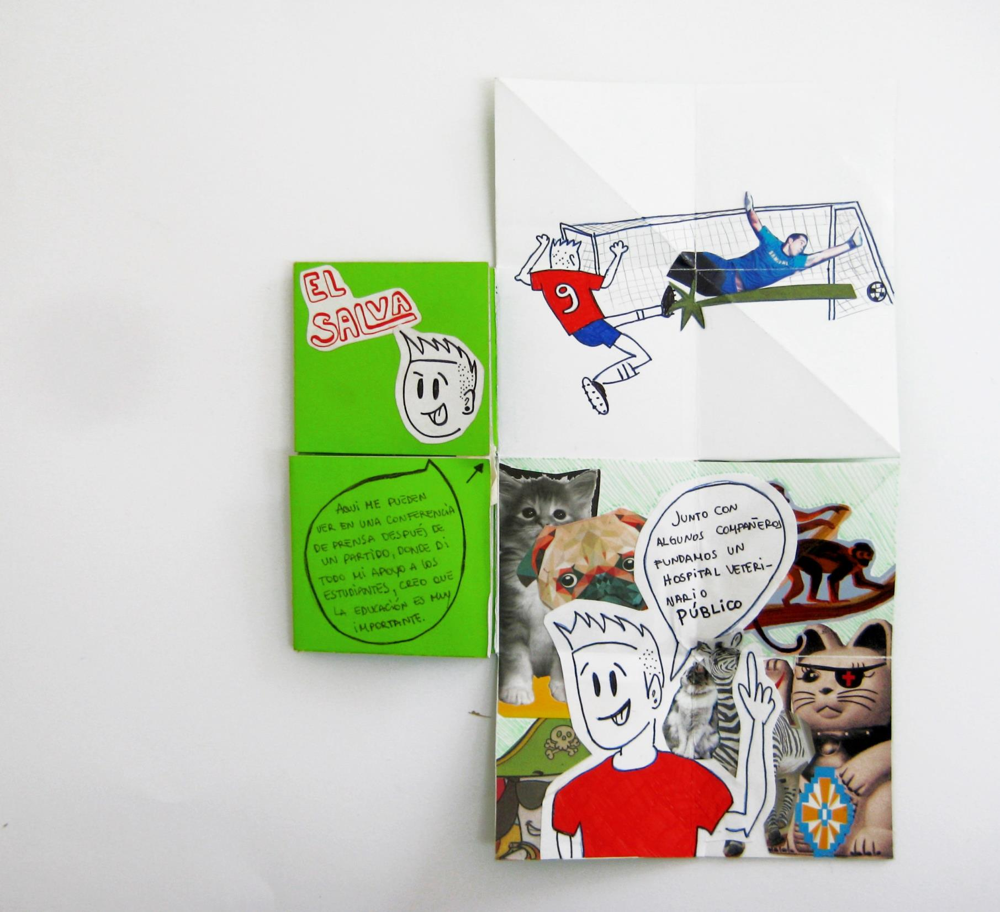 EL
SALVA
AQUI ME PUEDEN
VER EN UNA CONFERENCIA
DE PRENSA DESPUÉS DE
UN PARTIDO, DONDE DI
TODO MI APOYO A LOS
ESTUDIANTES, CREO QUE
LA EDUCACIÓN ES MUY
IMPORTANTE.
9
SAMSUNG
JUNTO CON
ALGUNOS COMPAÑEROS
FUNDAMOS UN
HOSPITAL VETERI-
NARIO
PÚBLICO